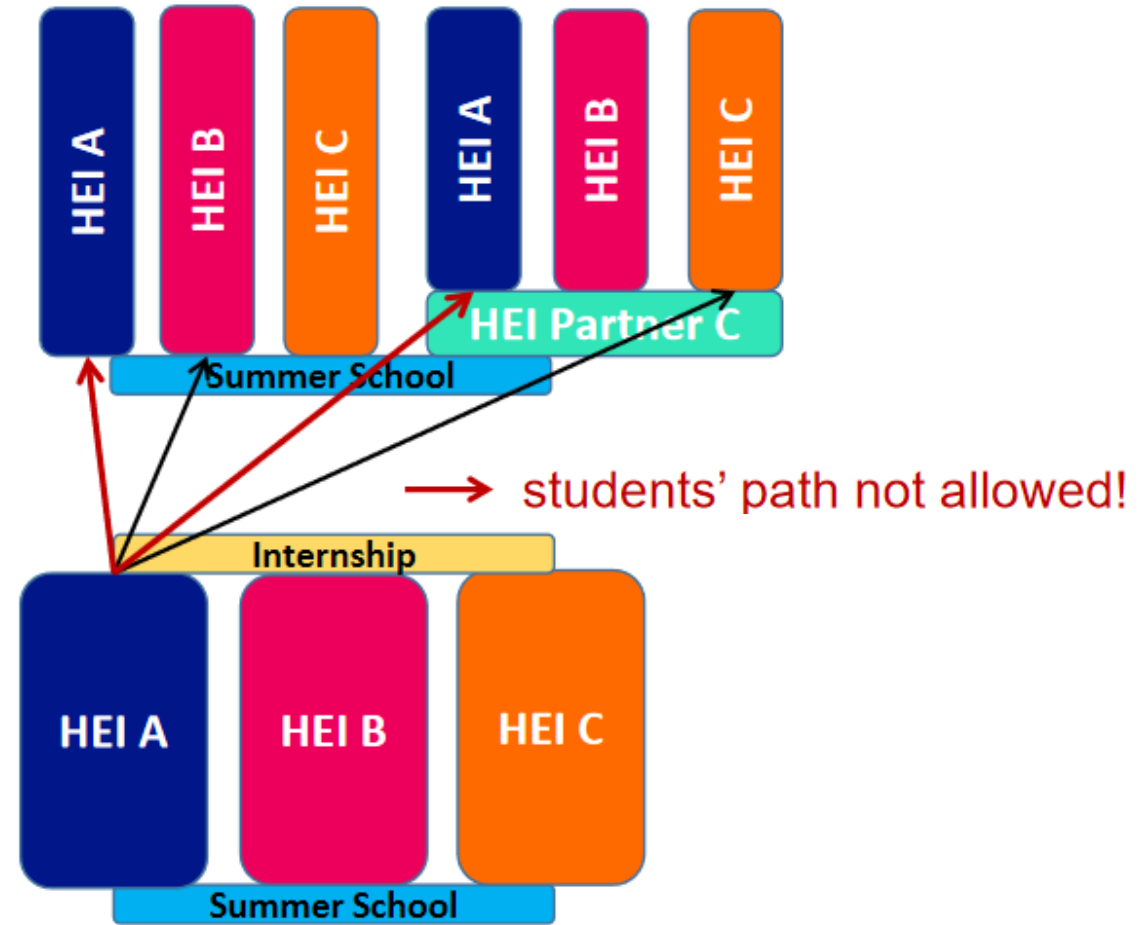 HEI A
HEI B
HEI C
HEI A
HEI B
HEI C
HEI Partner C
Summer School
students’ path not allowed!
Internship
HEI A
HEI B
HEI C
Summer School